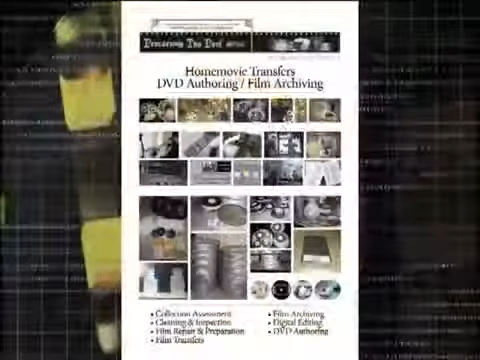 Preserving The Past
Homemovie Transfers
DVD Authoring / Film Archiving
• Collection Assessment
• Cleaning & Inspection
• Film Repair & Preparation
• Film Transfers
• Film Archiving
• Digital Editing
• DVD Authoring